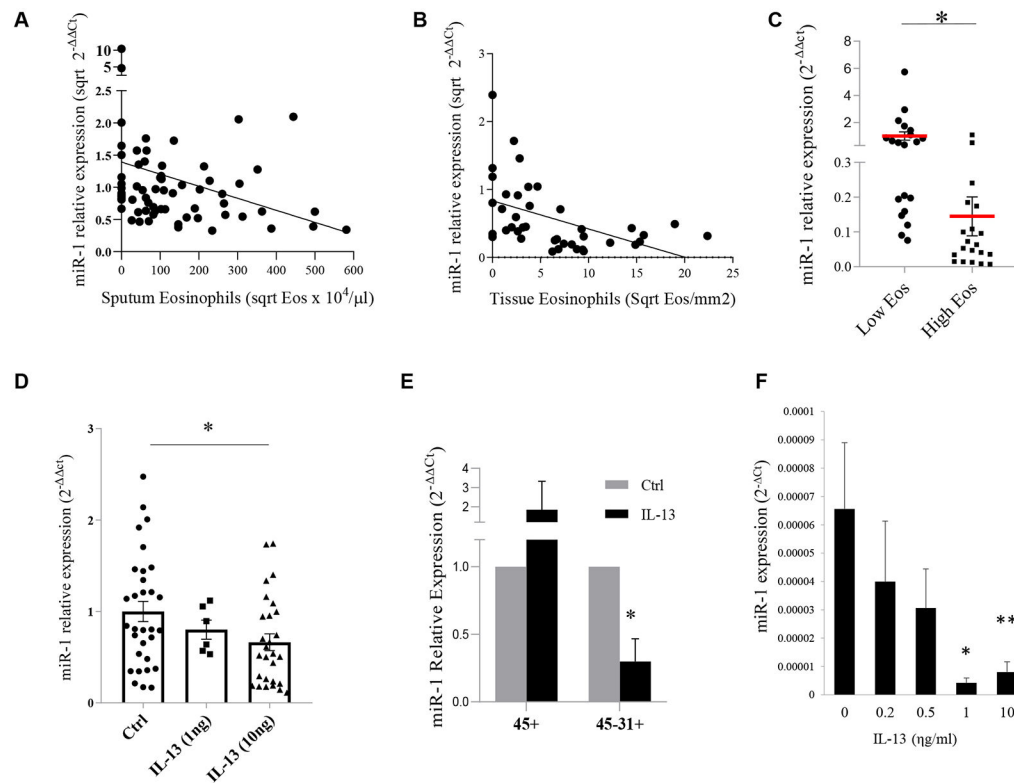 A
miR-1 relative expression (sqrt 2-ΔΔCt)
10
5
2.5
2.0
1.5
1.0
0.5
0.0
0 100 200 300 400 500 600
Sputum Eosinophils (sqrt Eos x 10⁴/µl)
B
miR-1 relative expression (sqrt 2-ΔΔCt)
3
2
1
0
0 5 10 15 20 25
Tissue Eosinophils (Sqrt Eos/mm2)
C
*
miR-1 relative expression (2-ΔΔct)
8
6
4
2
0.3
0.2
0.1
0.0
Low Eos High Eos
D
*
miR-1 relative expression (2-ΔΔct)
3
2
1
0
Ctrl IL-13 (1ng) IL-13 (10ng)
E
miR-1 Relative Expression (2-ΔΔCt)
4
3
2
1.0
0.5
0.0
Ctrl
IL-13
*
45+ 45-31+
F
miR-1 expression (2-ΔCt)
0.0001
0.00009
0.00008
0.00007
0.00006
0.00005
0.00004
0.00003
0.00002
0.00001
0
* **
0 0.2 0.5 1 10
IL-13 (ηg/ml)